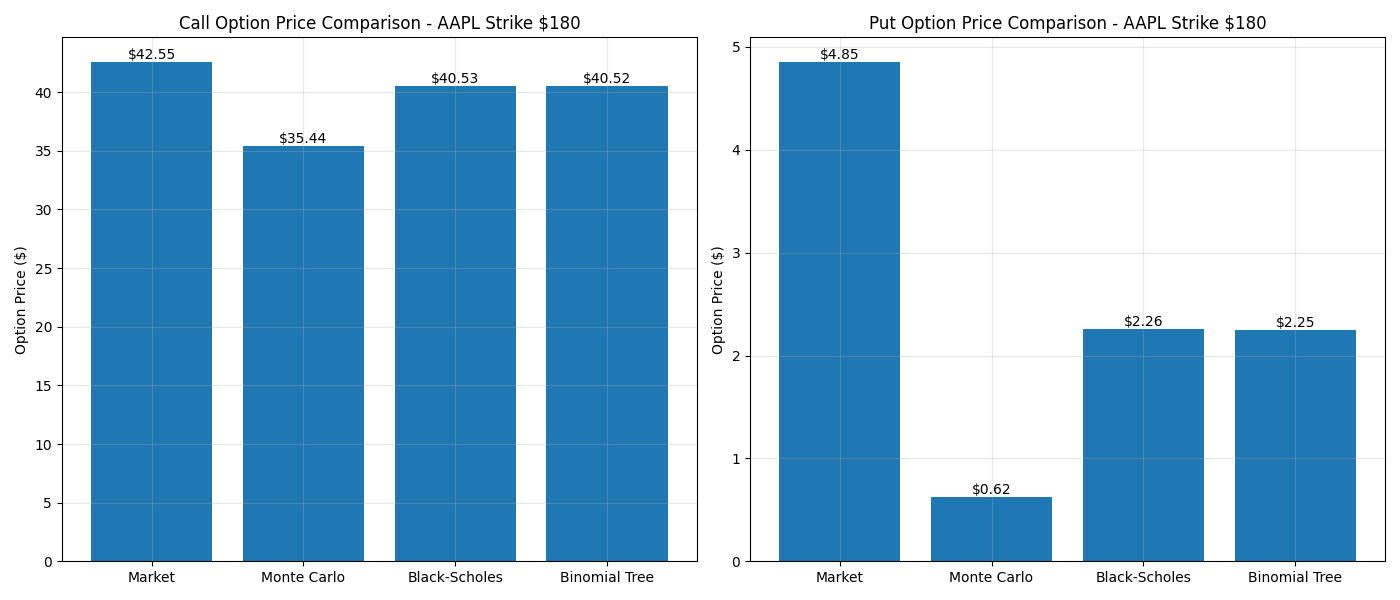 Call Option Price Comparison - AAPL Strike $180
Option Price ($)
40
35
30
25
20
15
10
5
0
$42.55
$35.44
$40.53
$40.52
Market
Monte Carlo
Black-Scholes
Binomial Tree
Put Option Price Comparison - AAPL Strike $180
Option Price ($)
5
4
3
2
1
0
$4.85
$0.62
$2.26
$2.25
Market
Monte Carlo
Black-Scholes
Binomial Tree